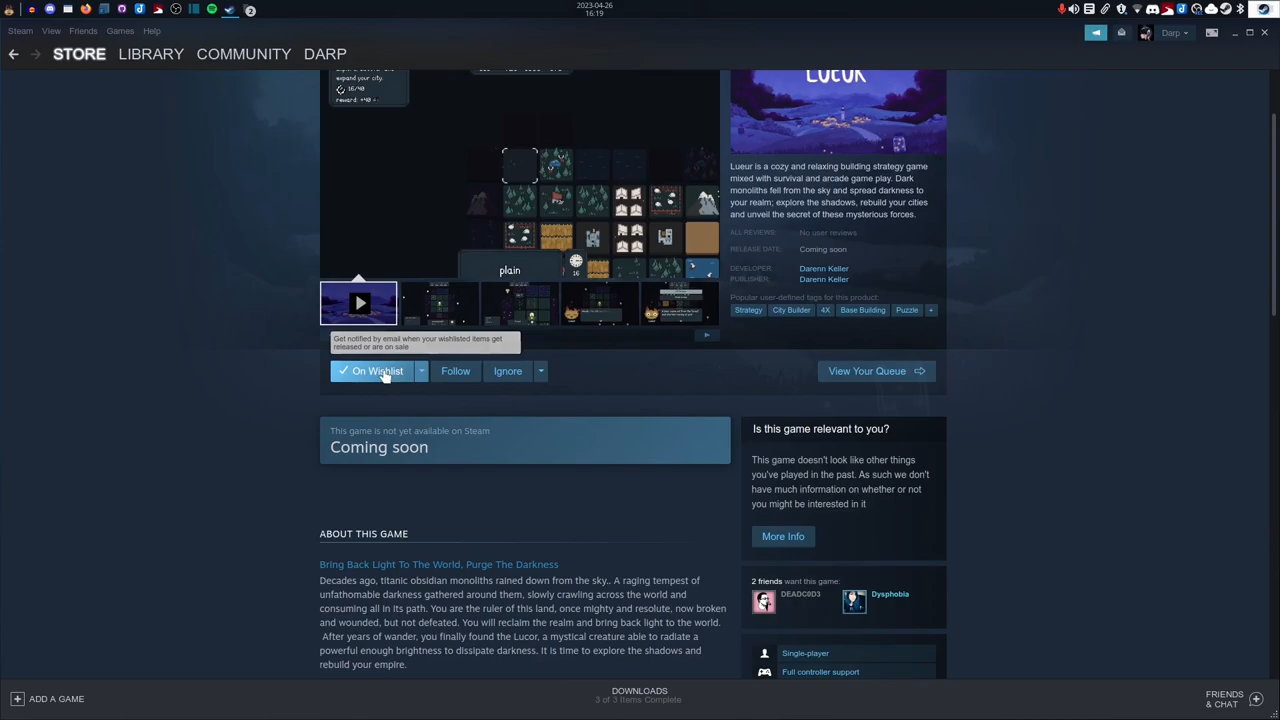 2023-04-26
16:19
2
Steam View Friends Games Help
Darp
STORE LIBRARY COMMUNITY DARP
expand your city.
16/40
reward: +40
plain
16
LUEUR
Lueur is a cozy and relaxing building strategy game
mixed with survival and arcade game play. Dark
monoliths fell from the sky and spread darkness to
your realm; explore the shadows, rebuild your cities
and unveil the secret of these mysterious forces.
ALL REVIEWS: No user reviews
RELEASE DATE: Coming soon
DEVELOPER: Darenn Keller
PUBLISHER: Darenn Keller
Popular user-defined tags for this product:
Strategy City Builder 4X Base Building Puzzle +
Get notified by email when your wishlisted items get
released or are on sale
On Wishlist Follow Ignore View Your Queue
This game is not yet available on Steam
Coming soon
Is this game relevant to you?
This game doesn't look like other things
you've played in the past. As such we don't
have much information on whether or not
you might be interested in it
More Info
ABOUT THIS GAME
Bring Back Light To The World, Purge The Darkness
Decades ago, titanic obsidian monoliths rained down from the sky.. A raging tempest of
unfathomable darkness gathered around them, slowly crawling across the world and
consuming all in its path. You are the ruler of this land, once mighty and resolute, now broken
and wounded, but not defeated. You will reclaim the realm and bring back light to the world.
After years of wander, you finally found the Lucor, a mystical creature able to radiate a
powerful enough brightness to dissipate darkness. It is time to explore the shadows and
rebuild your empire.
2 friends want this game:
DEADC0D3 Dysphobia
Single-player
Full controller support
ADD A GAME
DOWNLOADS
3 of 3 Items Complete
FRIENDS
& CHAT